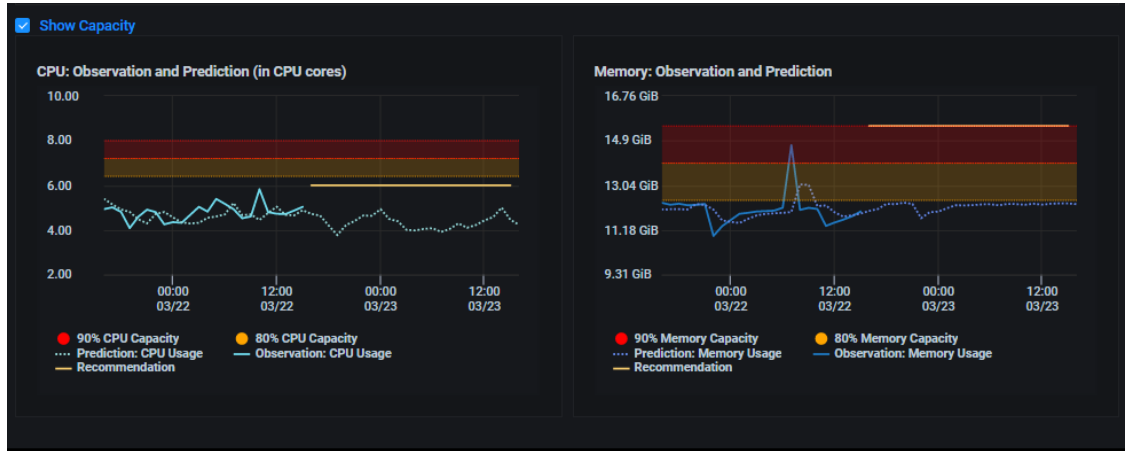 Show Capacity
CPU: Observation and Prediction (in CPU cores)
10.00
8.00
6.00
4.00
2.00
00:00 12:00 00:00 12:00
03/22 03/22 03/23 03/23
90% CPU Capacity 80% CPU Capacity
Prediction: CPU Usage Observation: CPU Usage
Recommendation
Memory: Observation and Prediction
16.76 GiB
14.9 GiB
13.04 GiB
11.18 GiB
9.31 GiB
00:00 12:00 00:00 12:00
03/22 03/22 03/23 03/23
90% Memory Capacity 80% Memory Capacity
Prediction: Memory Usage Observation: Memory Usage
Recommendation